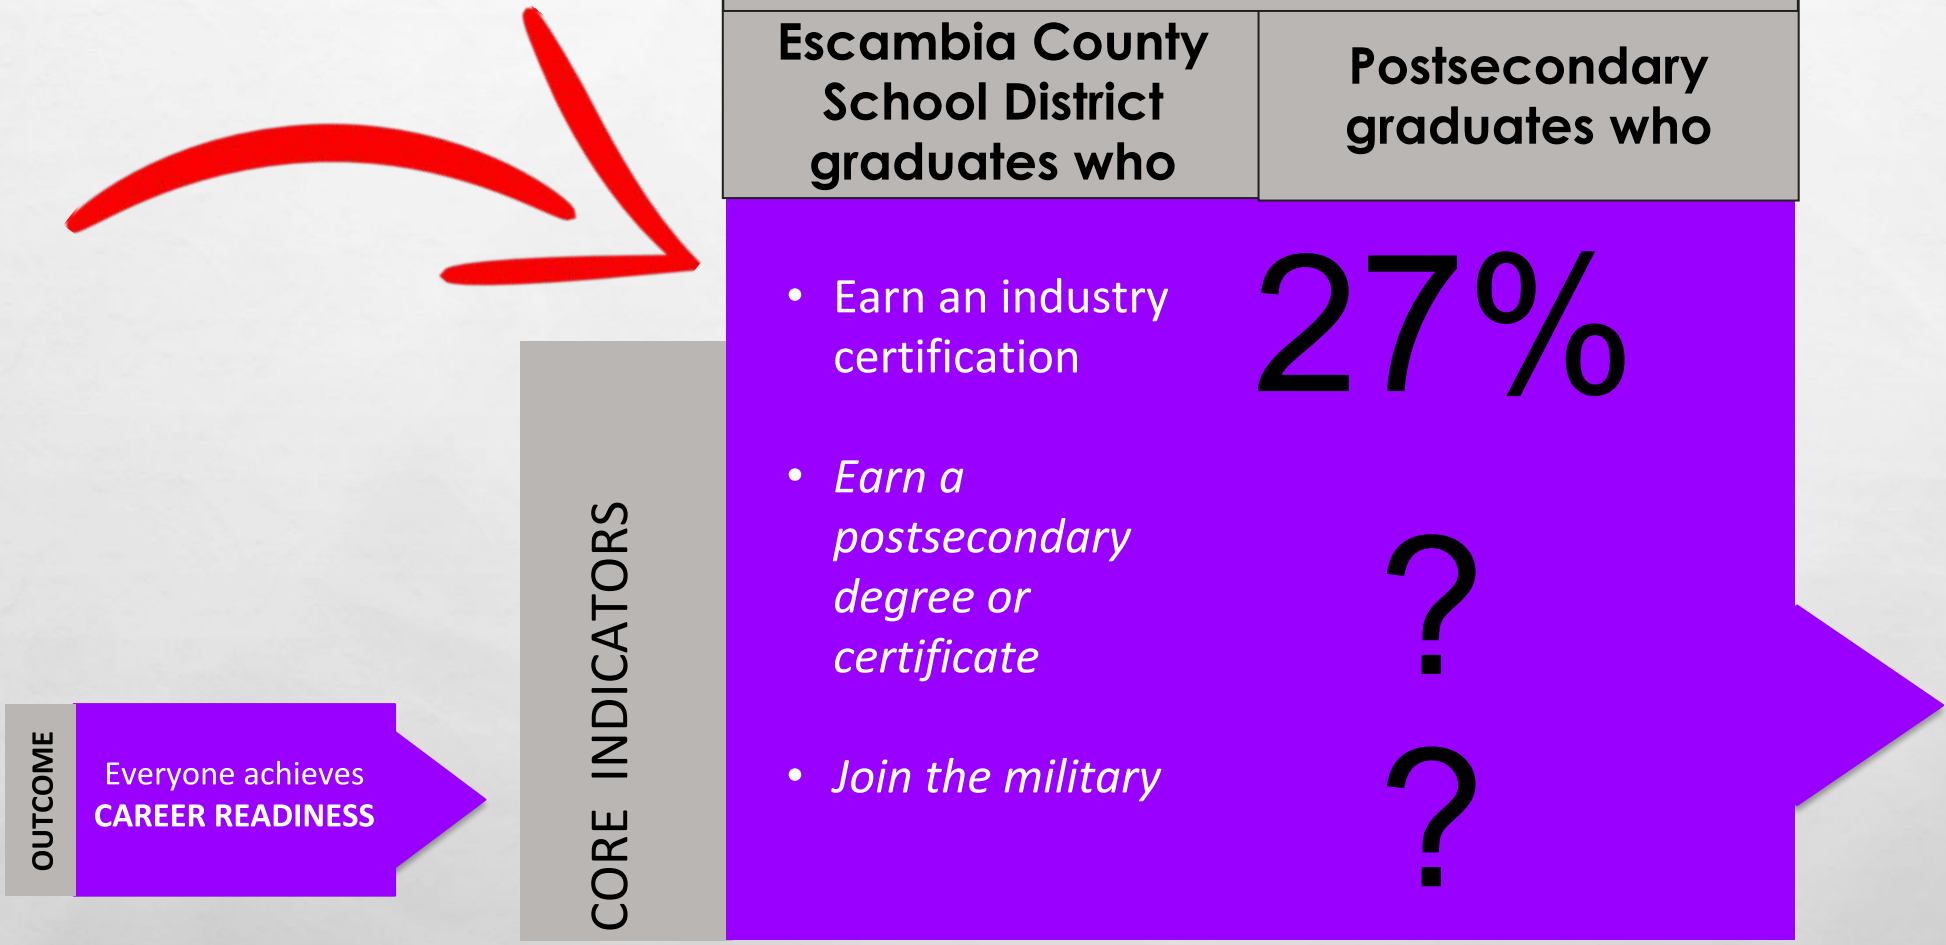 Escambia County
School District
graduates who
Postsecondary
graduates who
• Earn an industry
certification
27%
• Earn a
postsecondary
degree or
certificate
?
• Join the military
?
CORE INDICATORS
OUTCOME
Everyone achieves
CAREER READINESS